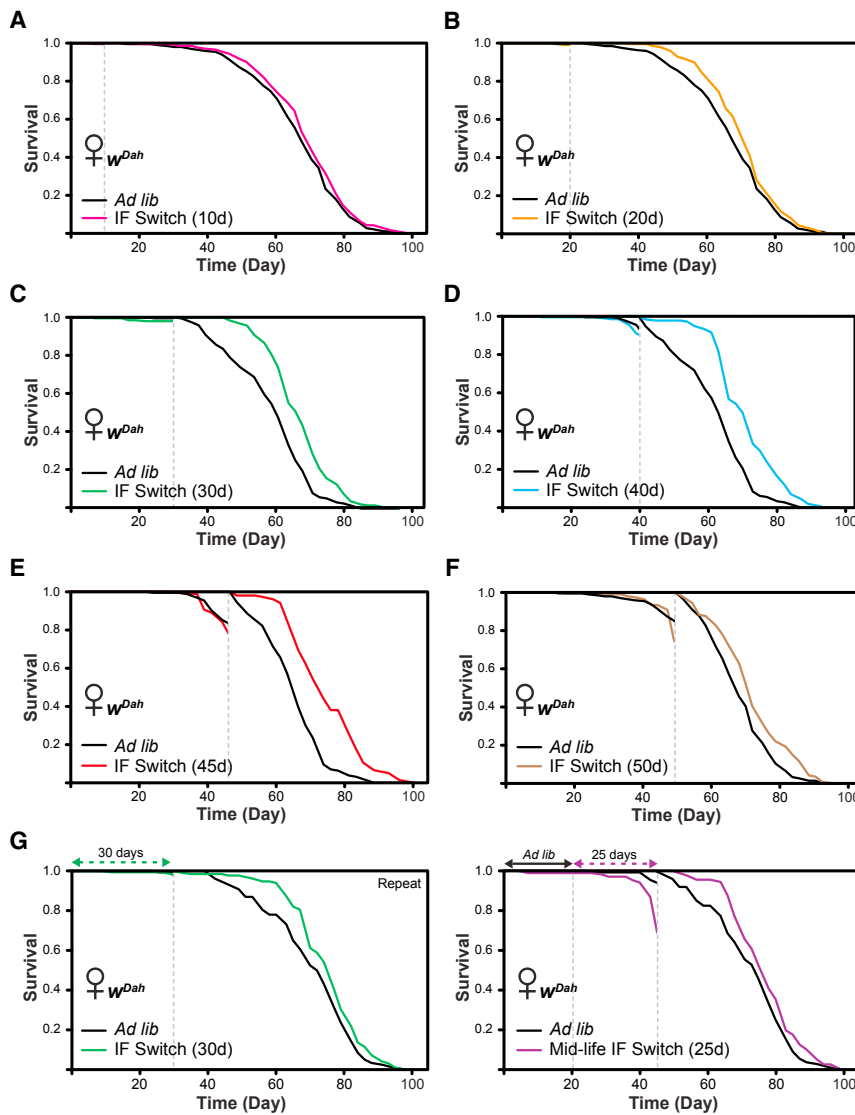 A
1.0
0.8
0.6
0.4
0.2
Survival
♀ wDah
Ad lib
IF Switch (10d)
20 40 60 80 100
Time (Day)
B
1.0
0.8
0.6
0.4
0.2
Survival
♀ wDah
Ad lib
IF Switch (20d)
20 40 60 80 100
Time (Day)
C
1.0
0.8
0.6
0.4
0.2
Survival
♀ wDah
Ad lib
IF Switch (30d)
20 40 60 80 100
Time (Day)
D
1.0
0.8
0.6
0.4
0.2
Survival
♀ wDah
Ad lib
IF Switch (40d)
20 40 60 80 100
Time (Day)
E
1.0
0.8
0.6
0.4
0.2
Survival
♀ wDah
Ad lib
IF Switch (45d)
20 40 60 80 100
Time (Day)
F
1.0
0.8
0.6
0.4
0.2
Survival
♀ wDah
Ad lib
IF Switch (50d)
20 40 60 80 100
Time (Day)
G
30 days
1.0
0.8
0.6
0.4
0.2
Survival
Repeat
♀ wDah
Ad lib
IF Switch (30d)
20 40 60 80 100
Time (Day)
Ad lib 25 days
1.0
0.8
0.6
0.4
0.2
Survival
♀ wDah
Ad lib
Mid-life IF Switch (25d)
20 40 60 80 100
Time (Day)